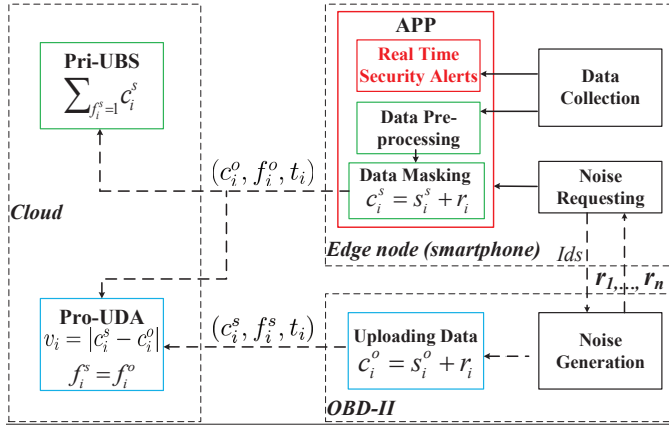 APP
Pri-UBS
\sum_{f_i^s=1} c_i^s
Real Time
Security Alerts
Data
Collection
Data Pre-
processing
(c_i^o, f_i^o, t_i)
Data Masking
c_i^s = s_i^s + r_i
Noise
Requesting
Cloud
Edge node (smartphone)
Ids
r_1,..., r_n
Pro-UDA
v_i = |c_i^s - c_i^o|
f_i^s = f_i^o
(c_i^s, f_i^s, t_i)
Uploading Data
c_i^o = s_i^o + r_i
Noise
Generation
OBD-II